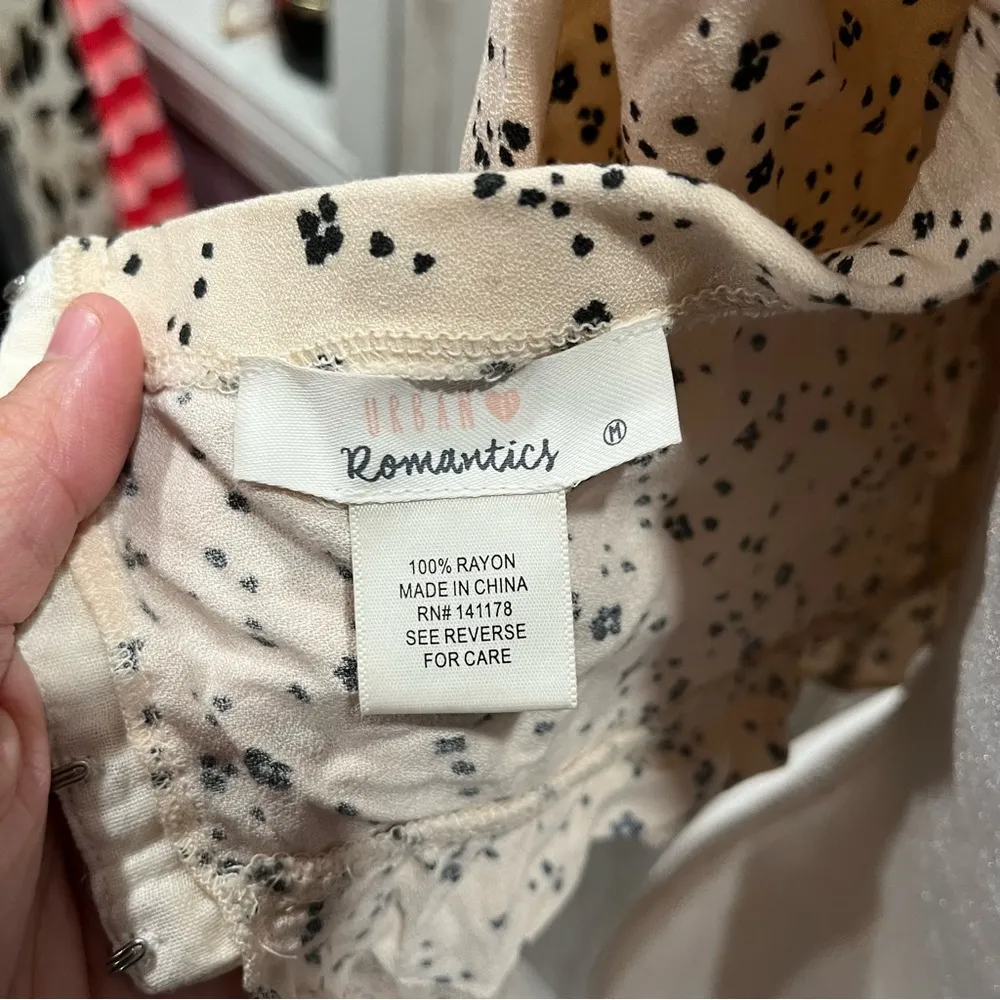 URBAN
Romantics M
100% RAYON
MADE IN CHINA
RN# 141178
SEE REVERSE
FOR CARE